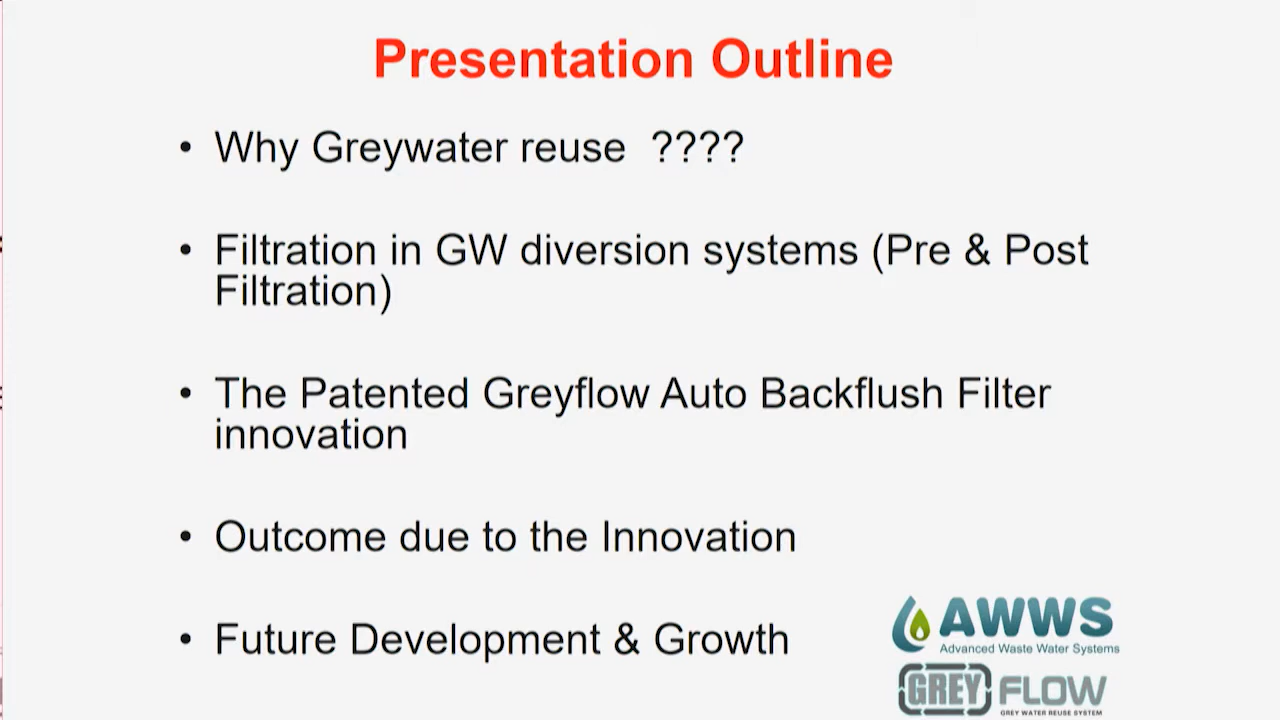 Presentation Outline
• Why Greywater reuse ????
• Filtration in GW diversion systems (Pre & Post
Filtration)
• The Patented Greyflow Auto Backflush Filter
innovation
• Outcome due to the Innovation
• Future Development & Growth
AWWS
Advanced Waste Water Systems
GREY FLOW
GREY WATER REUSE SYSTEM